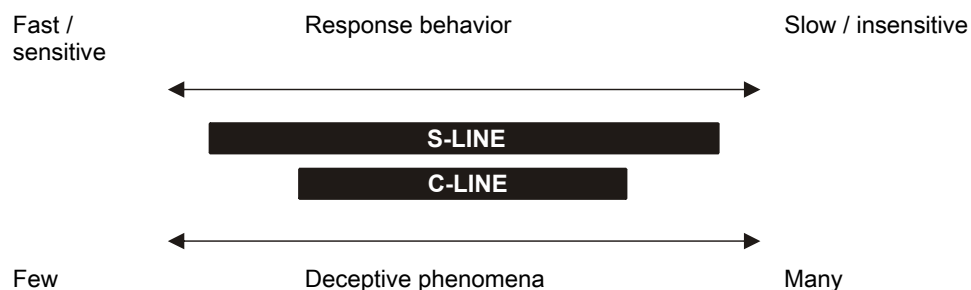 Fast /
sensitive
Response behavior
Slow / insensitive
S-LINE
C-LINE
Few
Deceptive phenomena
Many